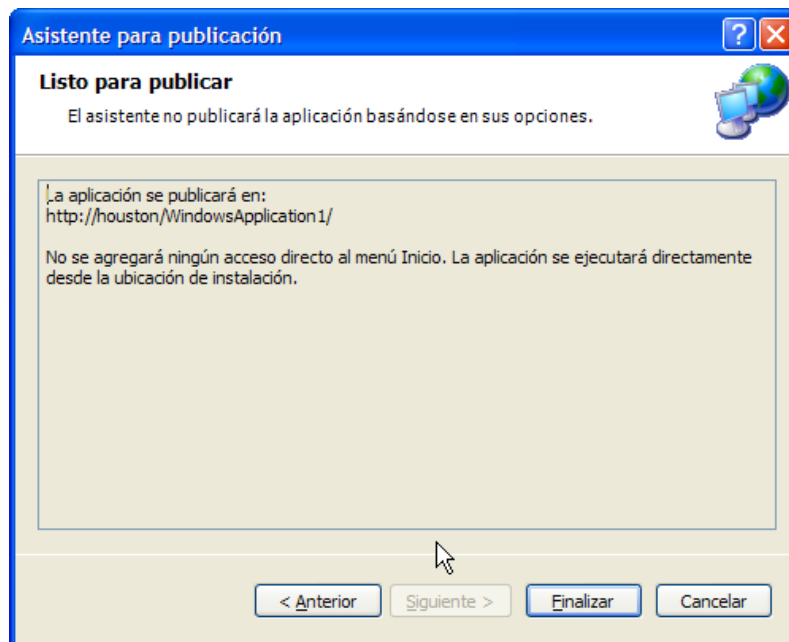 Asistente para publicación
Listo para publicar
El asistente no publicará la aplicación basándose en sus opciones.
La aplicación se publicará en:
http://houston/WindowsApplication1/
No se agregará ningún acceso directo al menú Inicio. La aplicación se ejecutará directamente
desde la ubicación de instalación.
< Anterior
Siguiente >
Finalizar
Cancelar